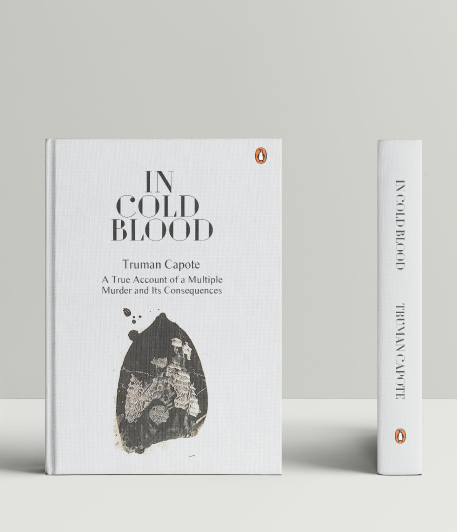 IN
COLD
BLOOD
Truman Capote
A True Account of a Multiple
Murder and Its Consequences
IN COLD BLOOD
TRUMAN CAPOTE